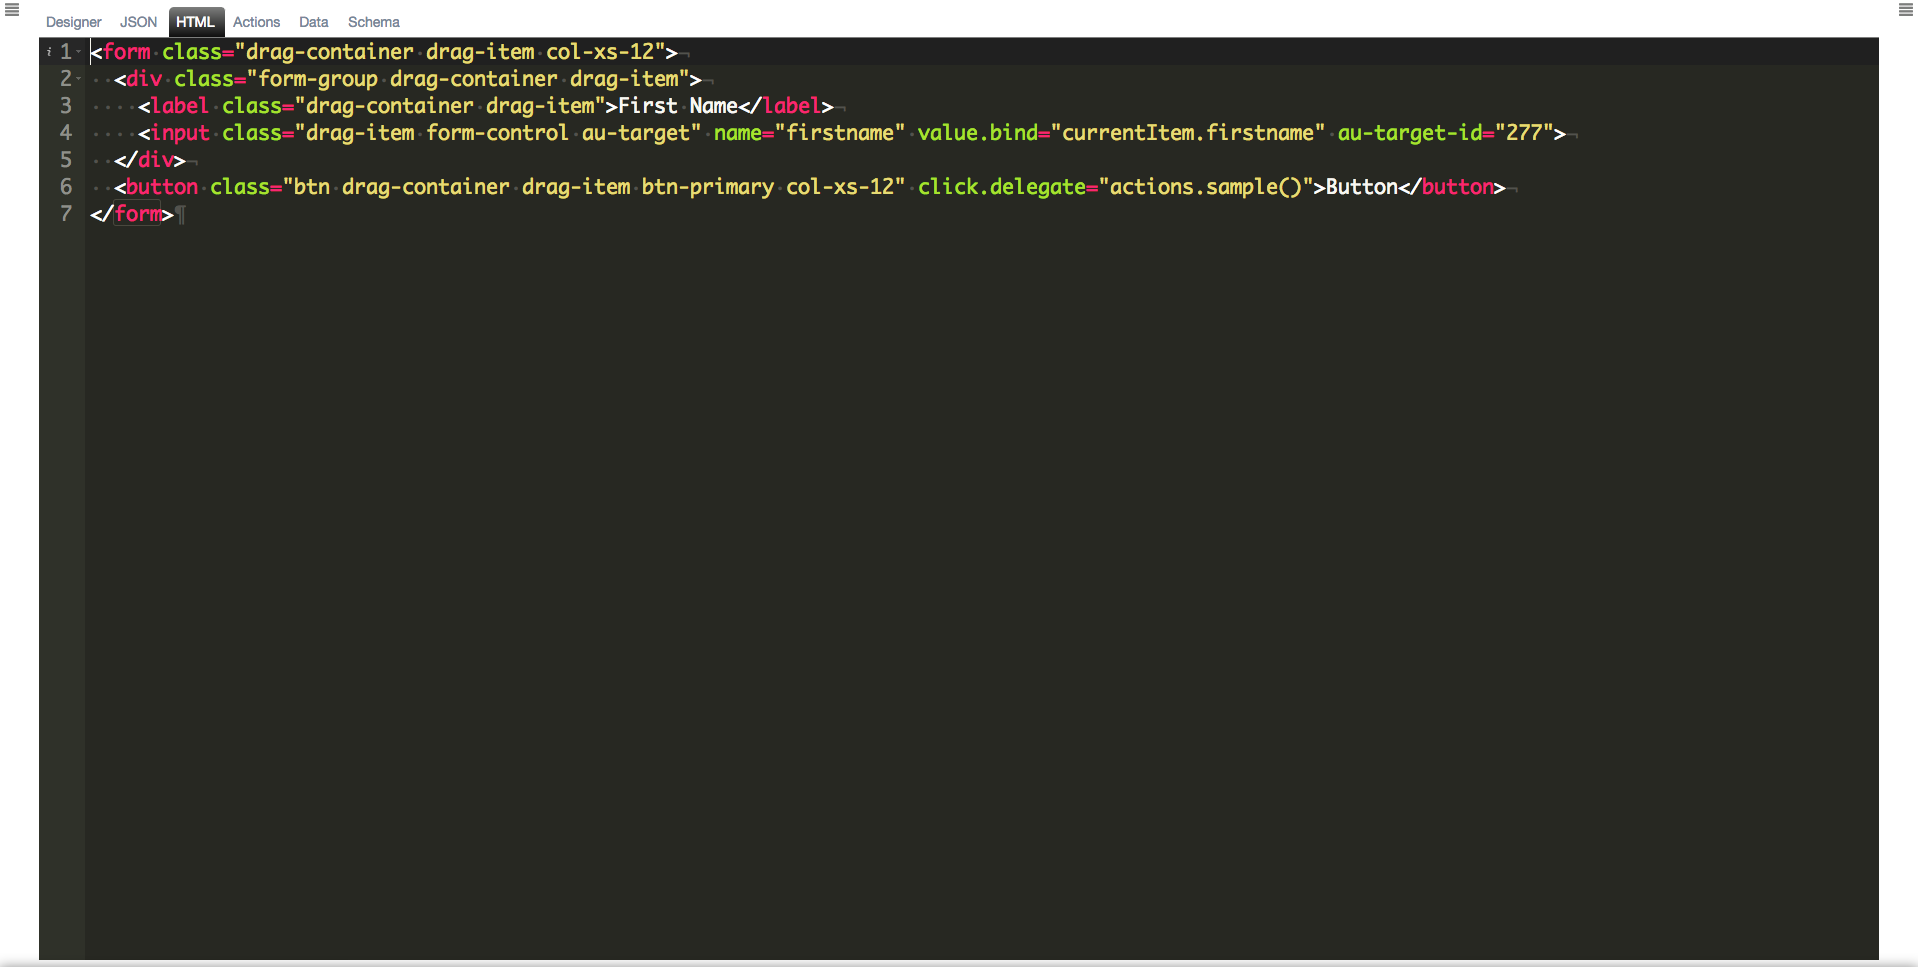 Designer JSON HTML Actions Data Schema
i 1 <form class="drag-container drag-item col-xs-12">¬
2   <div class="form-group drag-container drag-item">¬
3     <label class="drag-container drag-item">First Name</label>¬
4     <input class="drag-item form-control au-target" name="firstname" value.bind="currentItem.firstname" au-target-id="277">¬
5   </div>¬
6   <button class="btn drag-container drag-item btn-primary col-xs-12" click.delegate="actions.sample()">Button</button>¬
7 </form>¶